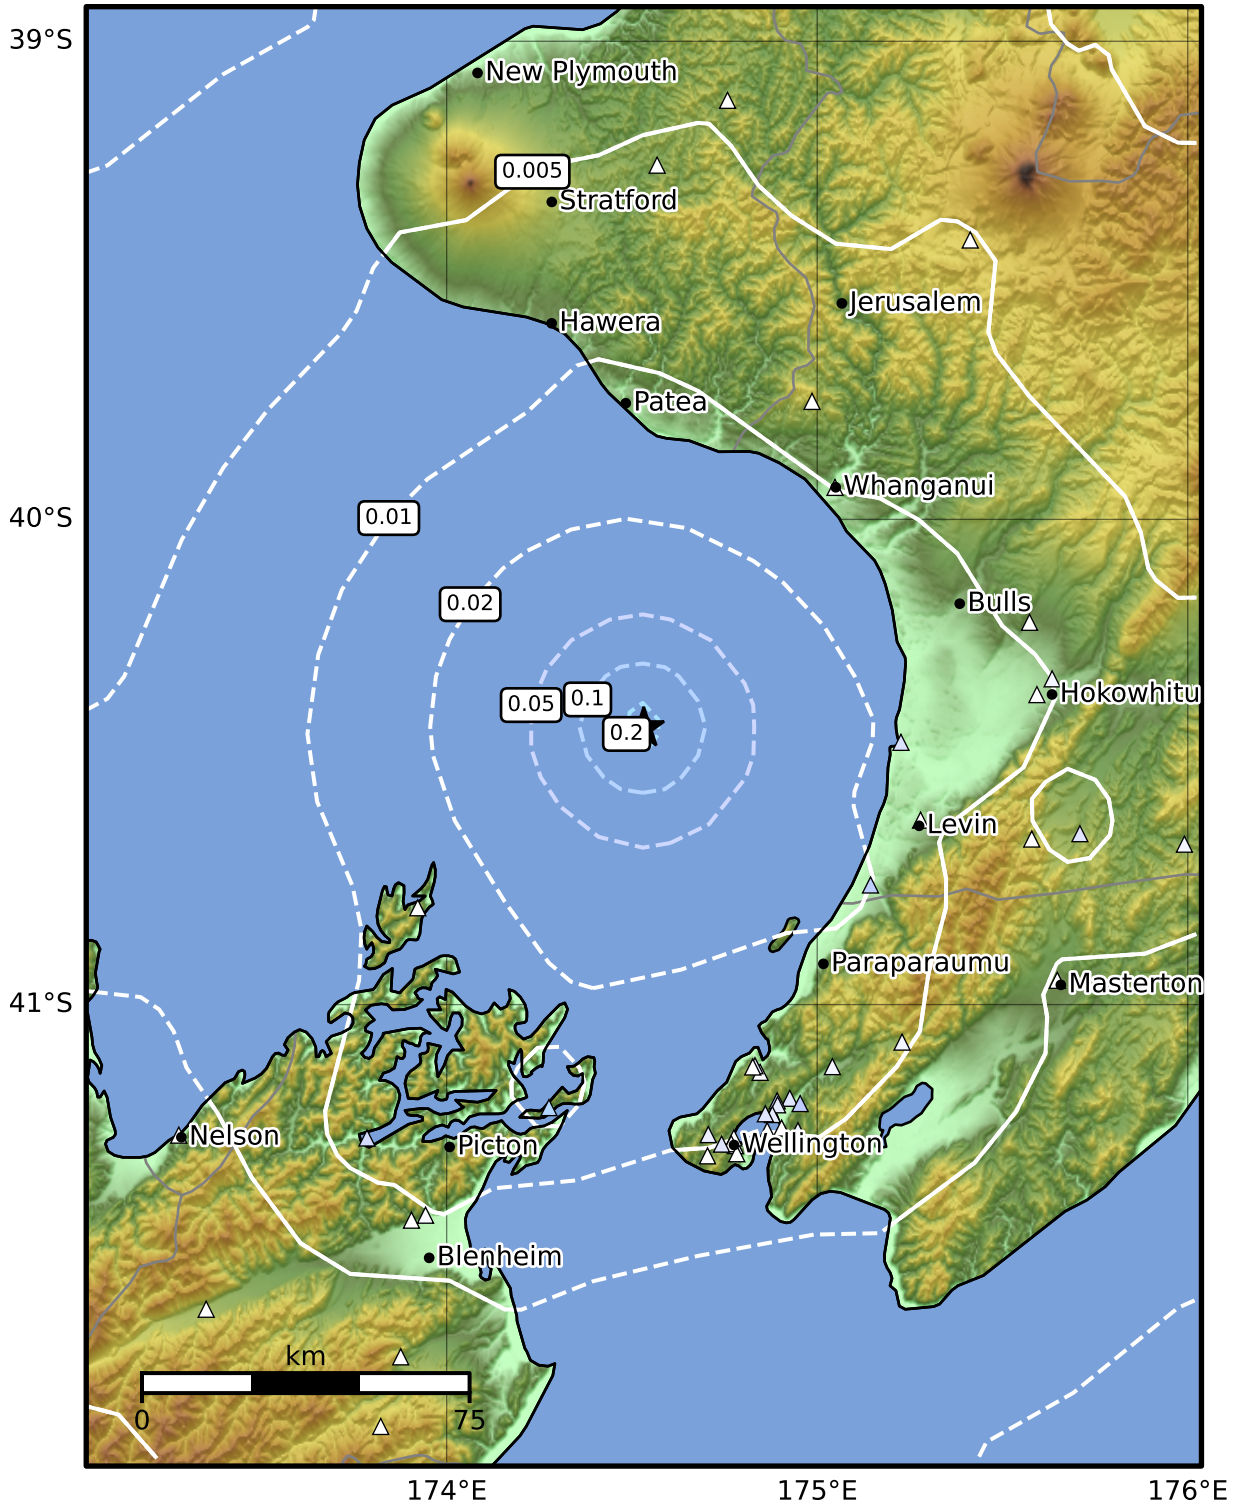 39°S
New Plymouth
0.005
Stratford
Jerusalem
Hawera
Patea
Whanganui
40°S
0.01
0.02
Bulls
0.05
0.1
Hokowhitu
0.2
Levin
Paraparaumu
Masterton
41°S
Nelson
Picton
Wellington
Blenheim
km
0
75
174°E
175°E
176°E